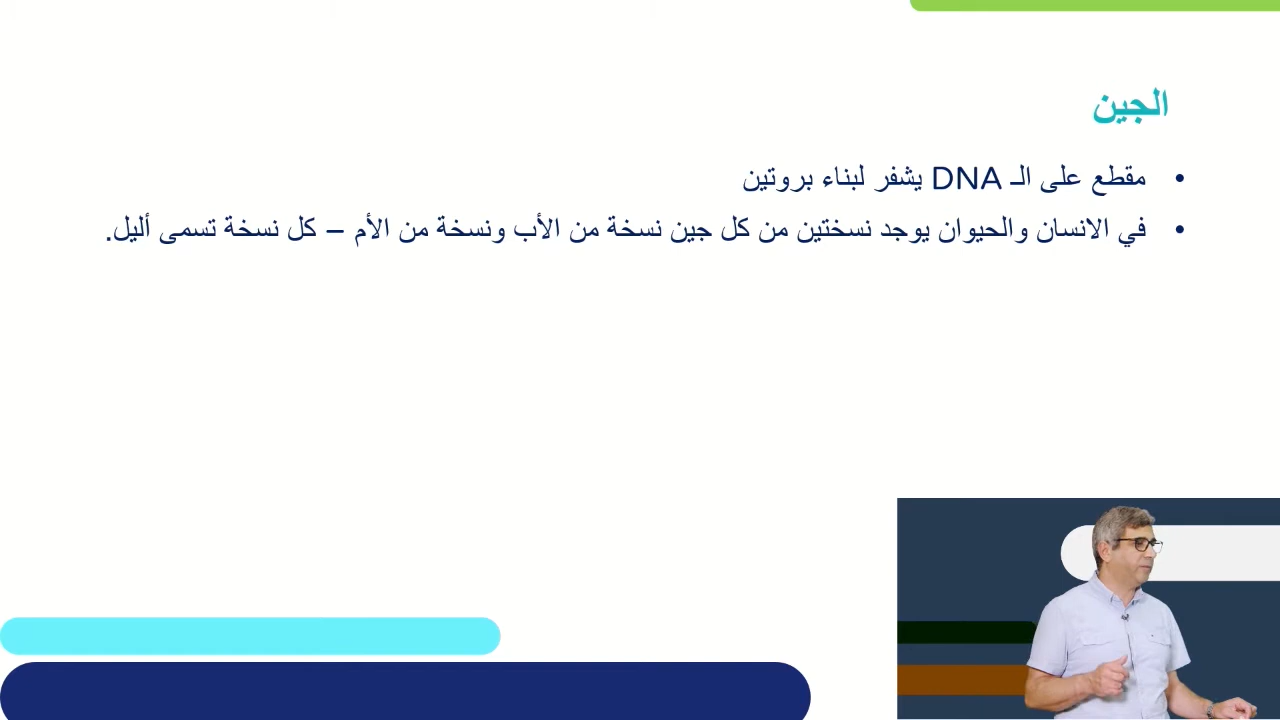 الجين
• مقطع على الـ DNA يشفر لبناء بروتين
• في الانسان والحيوان يوجد نسختين من كل جين نسخة من الأب ونسخة من الأم – كل نسخة تسمى أليل.